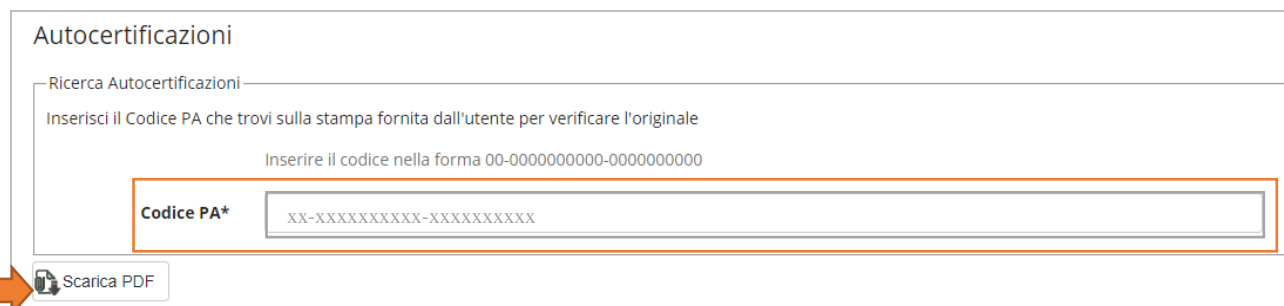 Autocertificazioni
Ricerca Autocertificazioni
Inserisci il Codice PA che trovi sulla stampa fornita dall'utente per verificare l'originale
Inserire il codice nella forma 00-0000000000-0000000000
Codice PA* xx-xxxxxxxxxx-xxxxxxxxxx
Scarica PDF